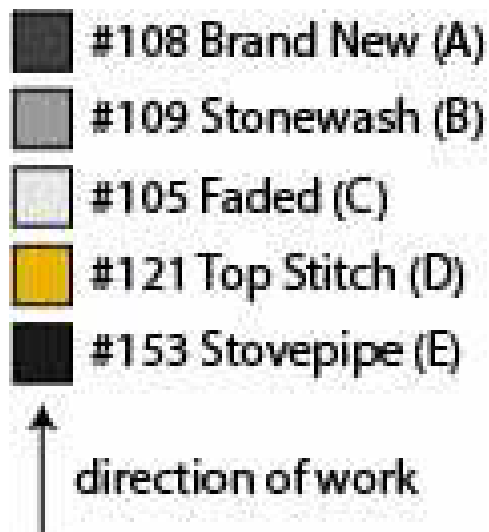 #108 Brand New (A)
#109 Stonewash (B)
#105 Faded (C)
#121 Top Stitch (D)
#153 Stovepipe (E)
direction of work